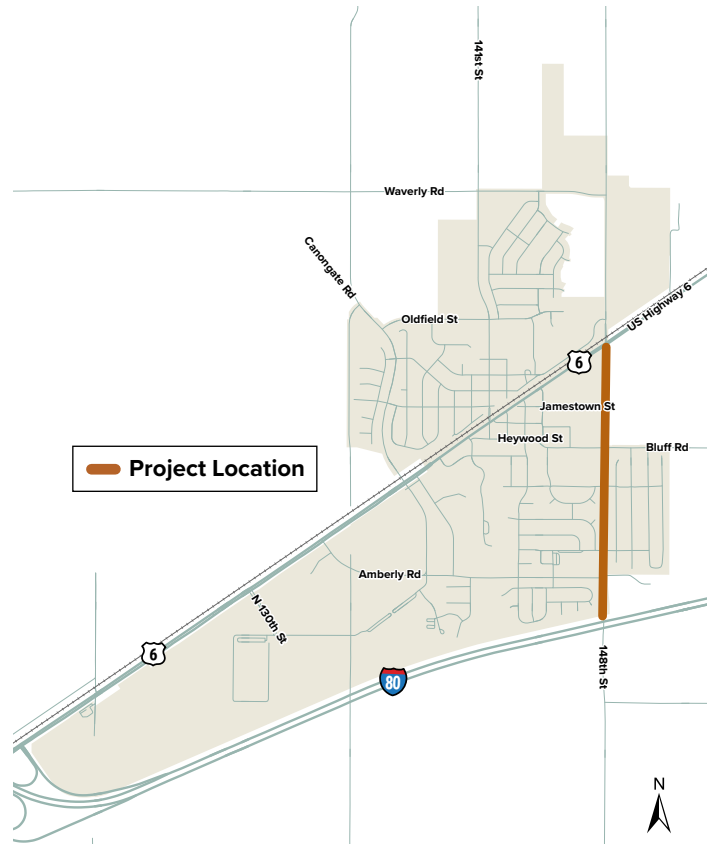 141st St
Waverly Rd
Canongate Rd
Oldfield St
US Highway 6
6
Jamestown St
Heywood St
Bluff Rd
Project Location
Amberly Rd
N 130th St
6
80
148th St
N